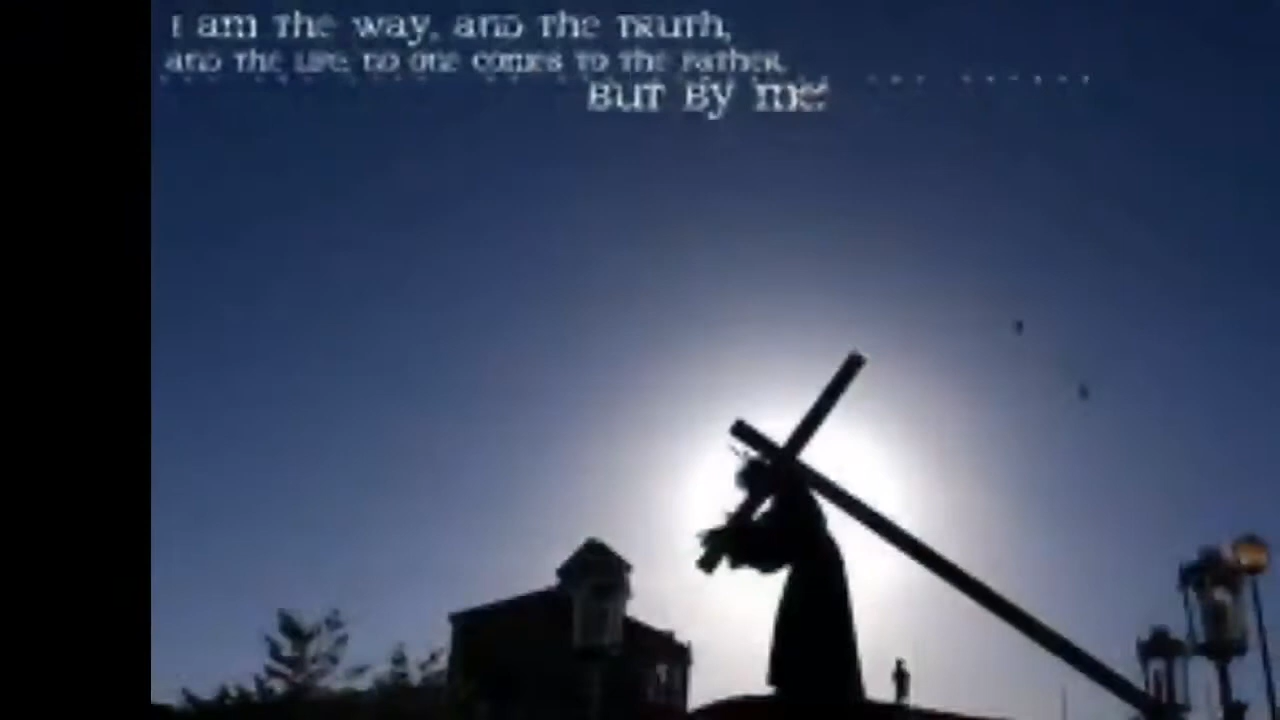 I am the way, and the truth,
and the life, no one comes to the Father,
But By me!